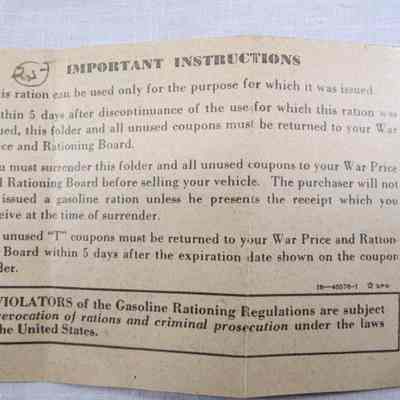 IMPORTANT INSTRUCTIONS
is ration can be used only for the purpose for which it was issued.
thin 5 days after discontinuance of the use for which this ration was
ued, this folder and all unused coupons must be returned to your War
ice and Rationing Board.
u must surrender this folder and all unused coupons to your War Price
d Rationing Board before selling your vehicle. The purchaser will not
issued a gasoline ration unless he presents the receipt which you
ceive at the time of surrender.
unused "T" coupons must be returned to your War Price and Ration-
Board within 5 days after the expiration date shown on the coupon
lder.
16—40570-1 ☆ GPO
VIOLATORS of the Gasoline Rationing Regulations are subject
revocation of rations and criminal prosecution under the laws
the United States.